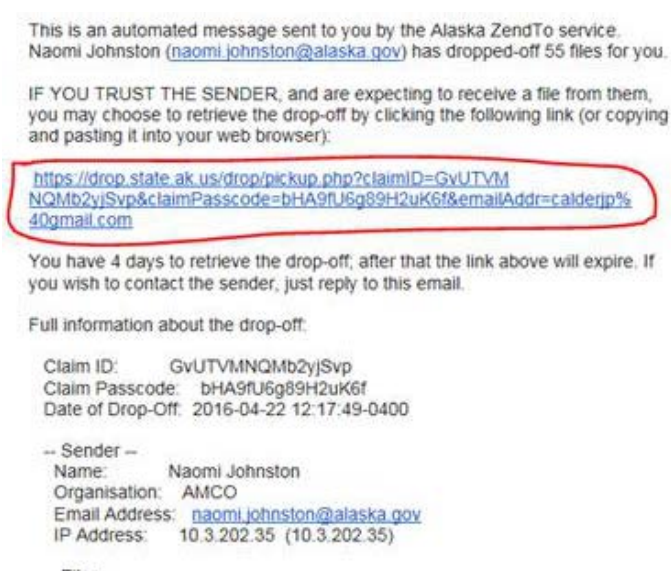 This is an automated message sent to you by the Alaska ZendTo service.
Naomi Johnston (naomi.johnston@alaska.gov) has dropped-off 55 files for you.
IF YOU TRUST THE SENDER, and are expecting to receive a file from them,
you may choose to retrieve the drop-off by clicking the following link (or copying
and pasting it into your web browser):
https://drop.state.ak.us/drop/pickup.php?claimID=GvUTVM
NQMb2yjSvp&claimPasscode=bHA9fU6g89H2uK6f&emailAddr=calderjp%
40gmail.com
You have 4 days to retrieve the drop-off; after that the link above will expire. If
you wish to contact the sender, just reply to this email.
Full information about the drop-off:
Claim ID: GvUTVMNQMb2yjSvp
Claim Passcode: bHA9fU6g89H2uK6f
Date of Drop-Off: 2016-04-22 12:17:49-0400
-- Sender --
Name: Naomi Johnston
Organisation: AMCO
Email Address: naomi.johnston@alaska.gov
IP Address: 10.3.202.35 (10.3.202.35)